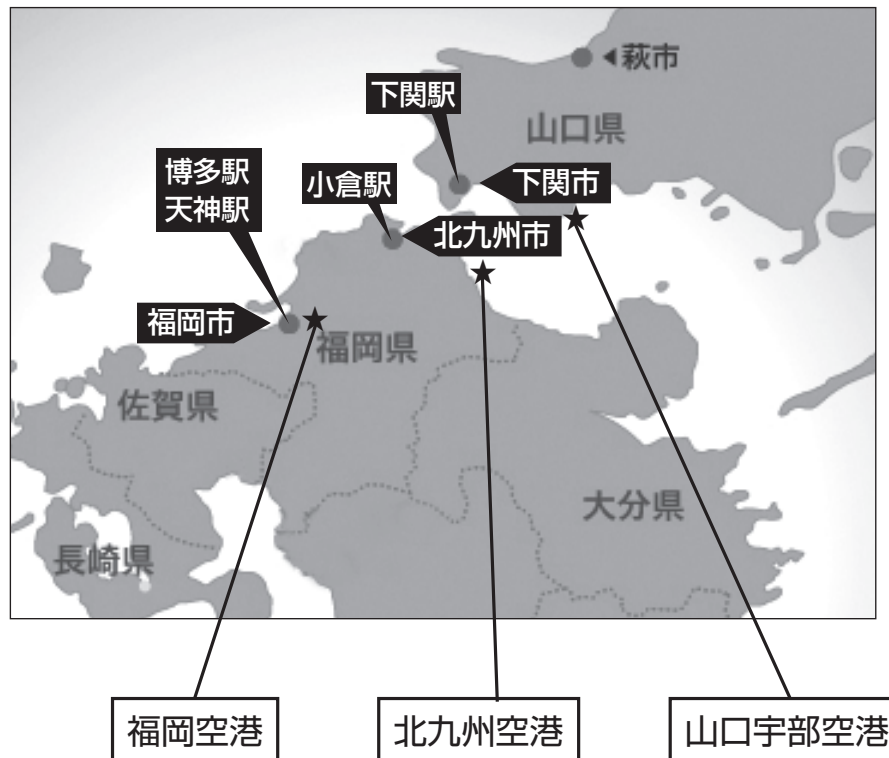 ◀萩市
下関駅
山口県
博多駅
天神駅
小倉駅
下関市
北九州市
福岡市
福岡県
佐賀県
大分県
長崎県
福岡空港
北九州空港
山口宇部空港